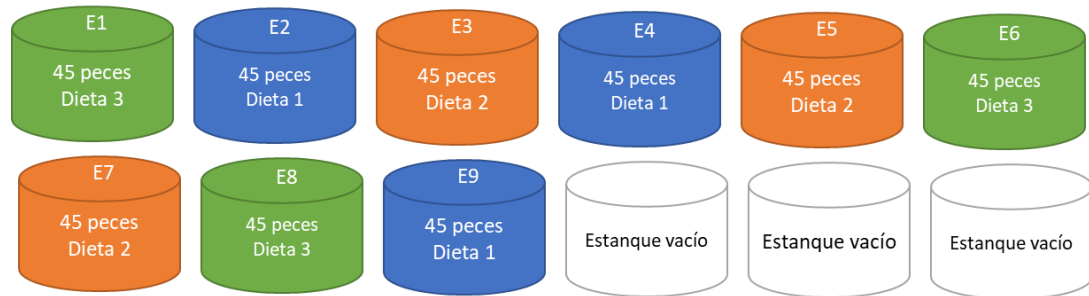 E1
45 peces
Dieta 3
E2
45 peces
Dieta 1
E3
45 peces
Dieta 2
E4
45 peces
Dieta 1
E5
45 peces
Dieta 2
E6
45 peces
Dieta 3
E7
45 peces
Dieta 2
E8
45 peces
Dieta 3
E9
45 peces
Dieta 1
Estanque vacío
Estanque vacío
Estanque vacío